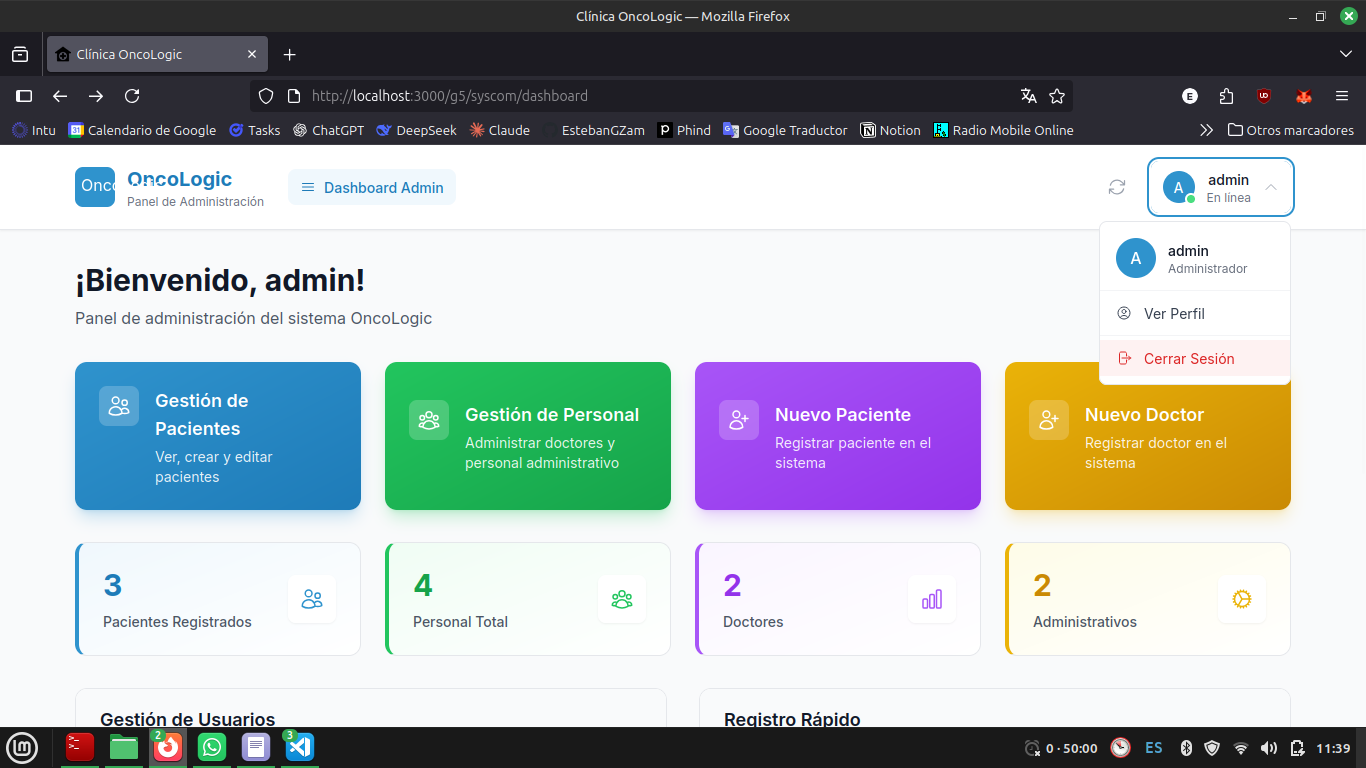 Clínica OncoLogic — Mozilla Firefox
Clínica OncoLogic
http://localhost:3000/g5/syscom/dashboard
E
Intu
31 Calendario de Google
Tasks
ChatGPT
DeepSeek
Claude
EstebanGZam
Phind
Google Traductor
Notion
Radio Mobile Online
Otros marcadores
OncoLogic
Panel de Administración
Dashboard Admin
A
admin
En línea
A
admin
Administrador
Ver Perfil
Cerrar Sesión
¡Bienvenido, admin!
Panel de administración del sistema OncoLogic
Gestión de
Pacientes
Ver, crear y editar
pacientes
Gestión de Personal
Administrar doctores y
personal administrativo
Nuevo Paciente
Registrar paciente en el
sistema
Nuevo Doctor
Registrar doctor en el
sistema
3
Pacientes Registrados
4
Personal Total
2
Doctores
2
Administrativos
Gestión de Usuarios
Registro Rápido
2
3
0 · 50:00
ES
11:39